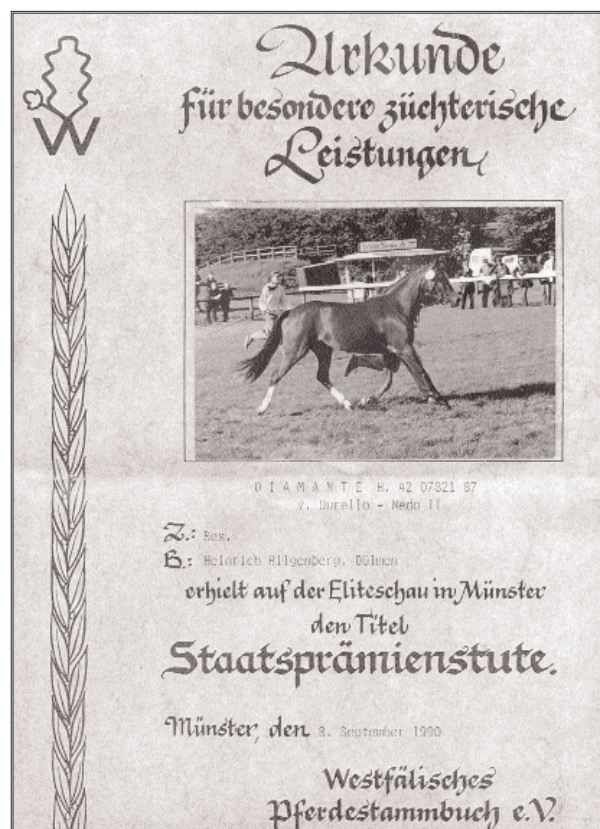 Urkunde
für besondere züchterische
Leistungen
W
DIAMANTE H. 42 07821 87
v. Durello - Nedo II
Z.: Bes.
B.: Heinrich Hilgenberg, Dülmen
erhielt auf der Eliteschau in Münster
den Titel
Staatsprämienstute.
Münster, den 8. September 1990
Westfälisches
Pferdestammbuch e.V.